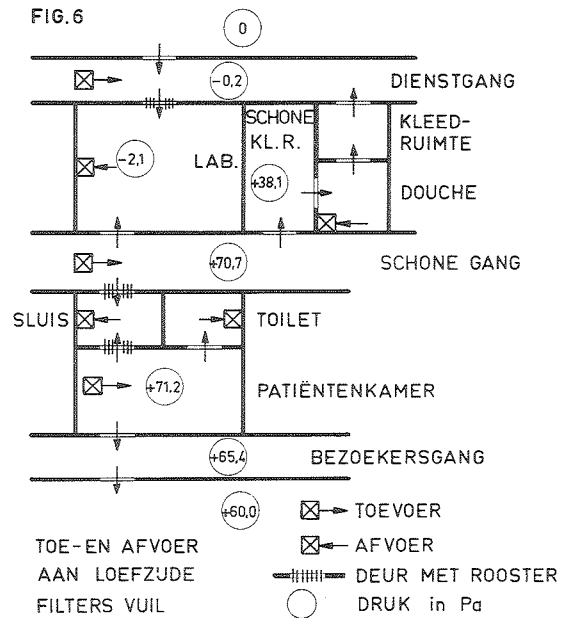 FIG.6
0
-0,2
DIENSTGANG
SCHONE
KL.R.
KLEED-
RUIMTE
-2,1
LAB.
+38,1
DOUCHE
+70,7
SCHONE GANG
SLUIS
TOILET
+71,2
PATIËNTENKAMER
+65,4
BEZOEKERSGANG
+60,0
TOEVOER
AFVOER
DEUR MET ROOSTER
DRUK in Pa
TOE-EN AFVOER
AAN LOEFZIJDE
FILTERS VUIL